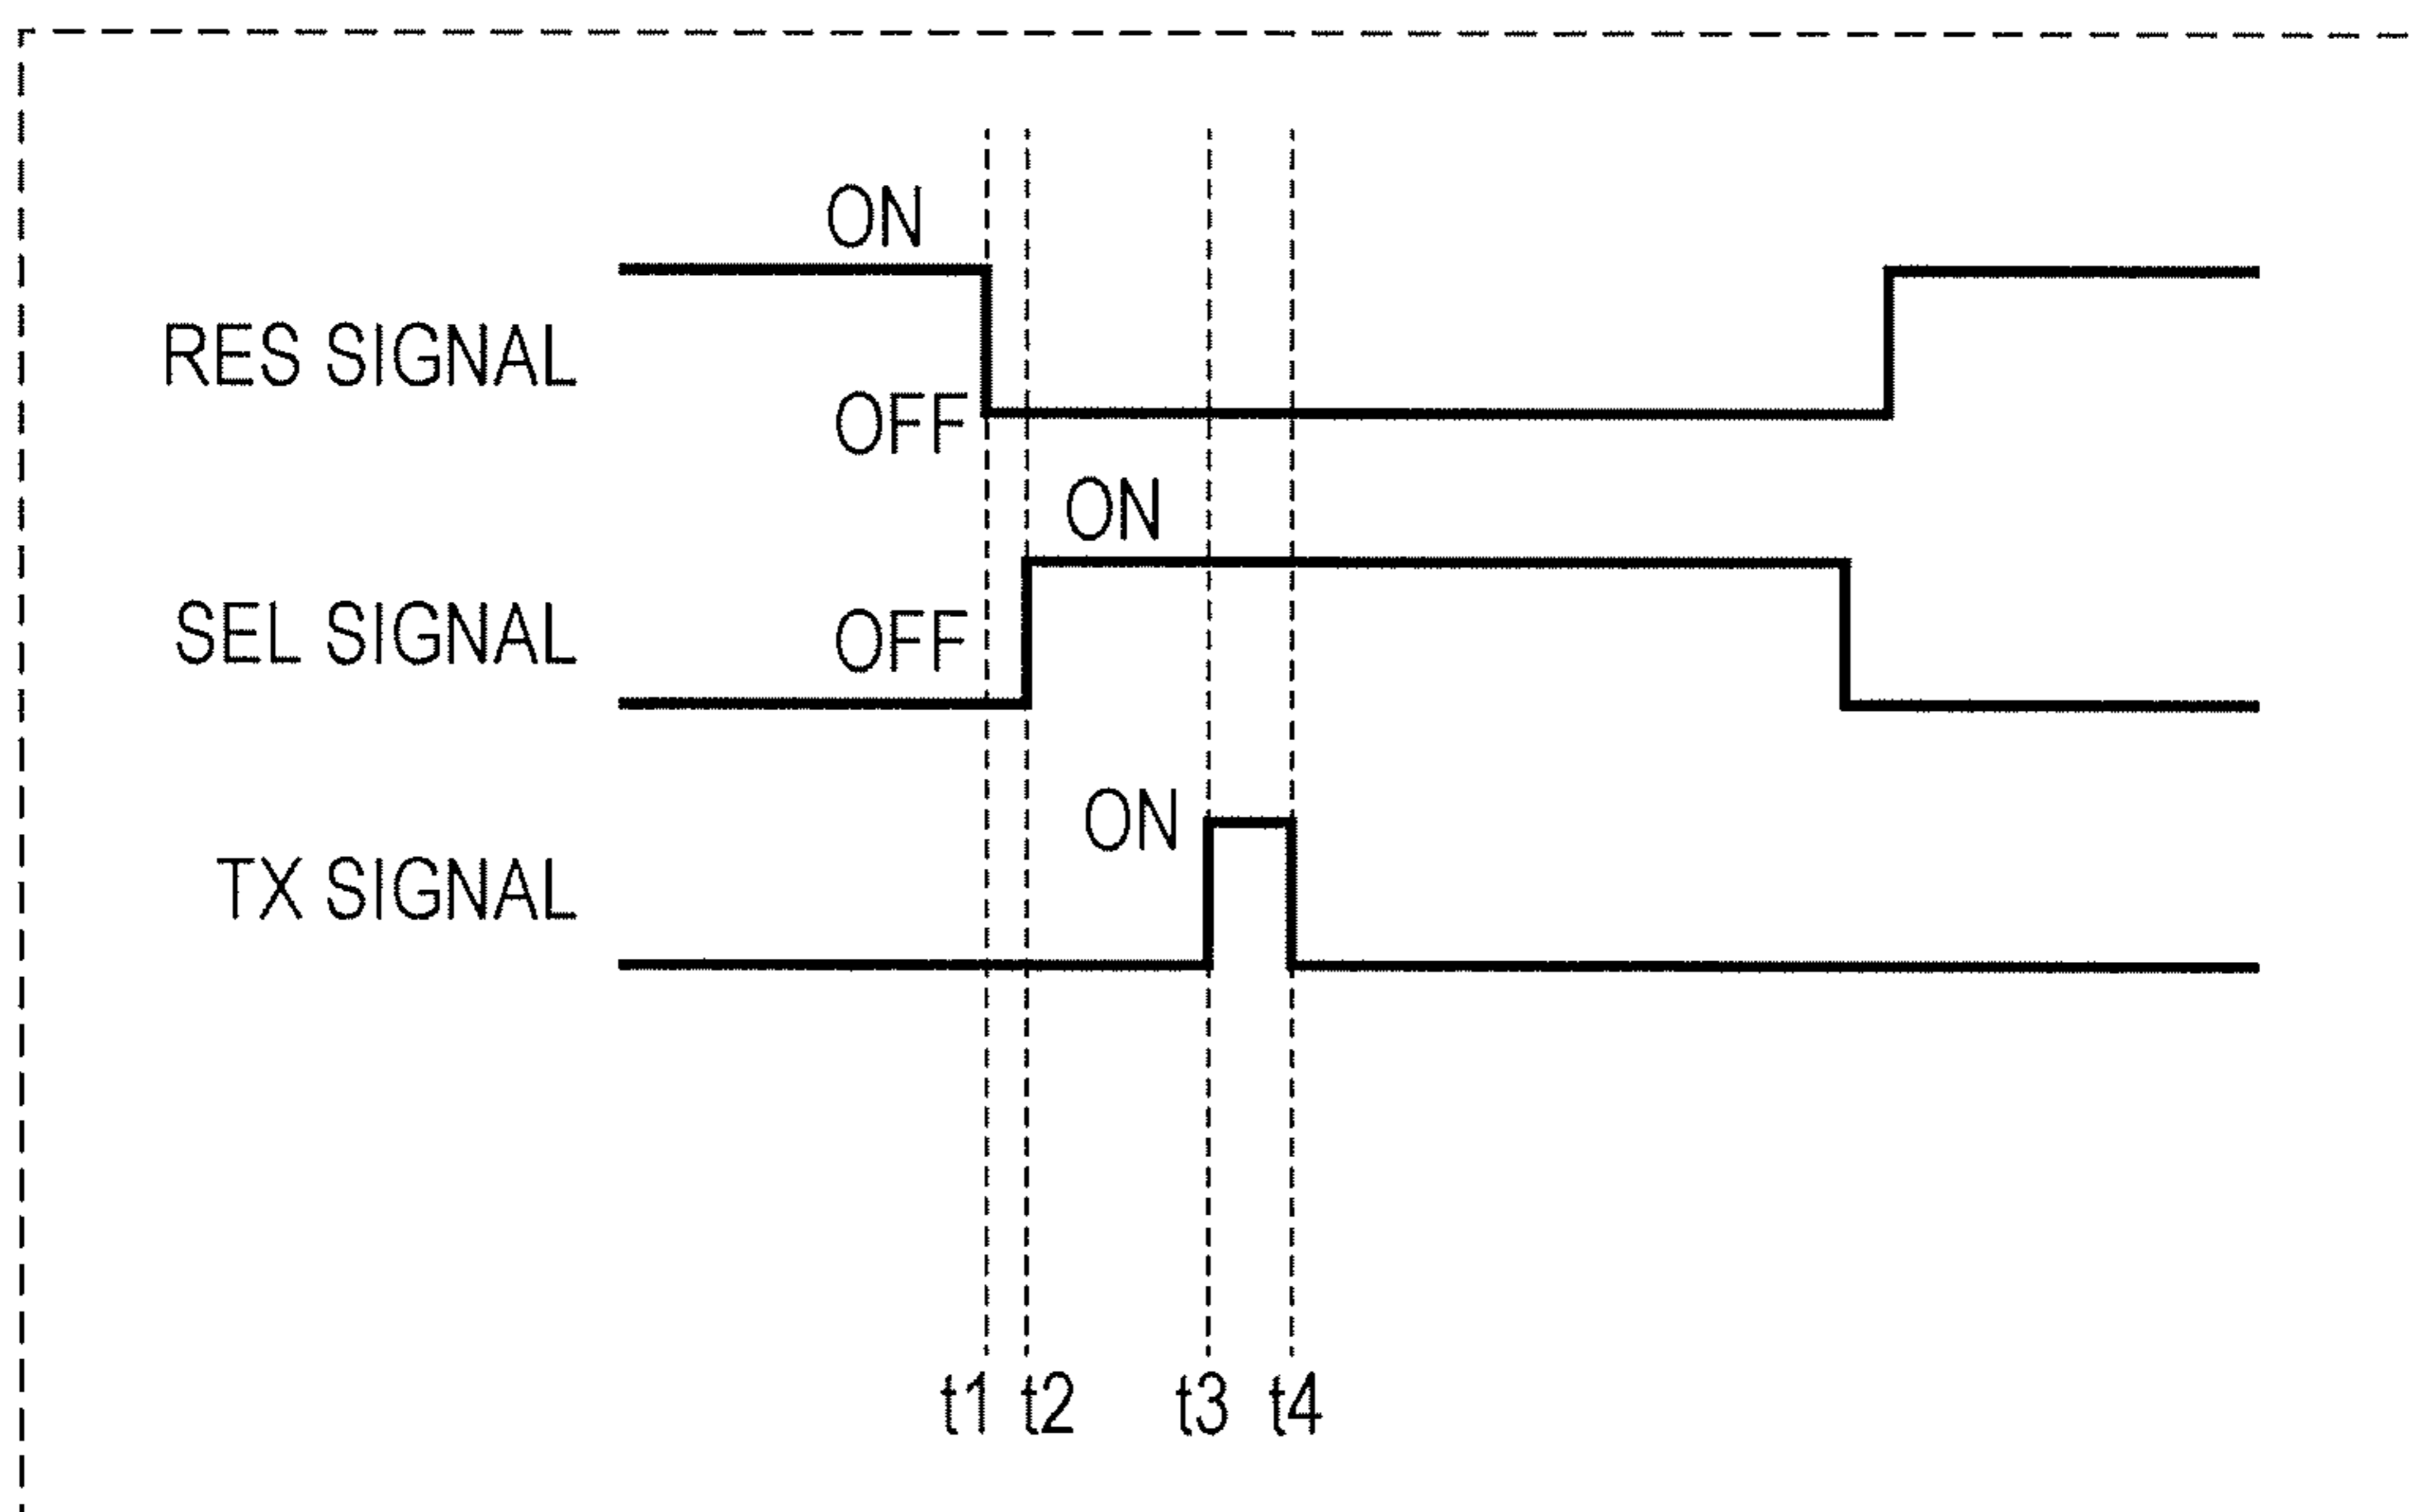 ON
RES SIGNAL
OFF
ON
SEL SIGNAL OFF
ON
TX SIGNAL
t1 t2 t3 t4